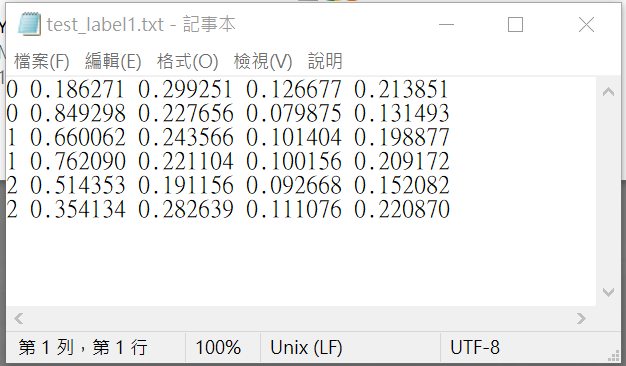 test_label1.txt - 記事本
檔案(F) 編輯(E) 格式(O) 檢視(V) 說明
0 0.186271 0.299251 0.126677 0.213851
0 0.849298 0.227656 0.079875 0.131493
1 0.660062 0.243566 0.101404 0.198877
1 0.762090 0.221104 0.100156 0.209172
2 0.514353 0.191156 0.092668 0.152082
2 0.354134 0.282639 0.111076 0.220870
第 1 列，第 1 行 100% Unix (LF) UTF-8